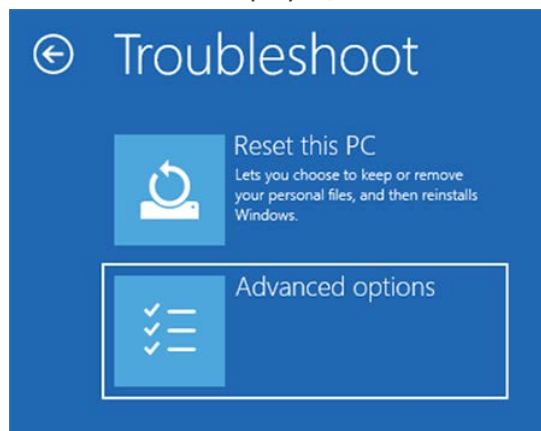 Troubleshoot
Reset this PC
Lets you choose to keep or remove
your personal files, and then reinstalls
Windows.
Advanced options